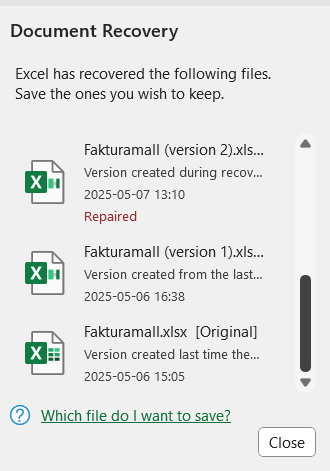 Document Recovery
Excel has recovered the following files.
Save the ones you wish to keep.
Fakturamall (version 2).xls...
Version created during recov...
2025-05-07 13:10
Repaired
Fakturamall (version 1).xls...
Version created from the last...
2025-05-06 16:38
Fakturamall.xlsx [Original]
Version created last time the...
2025-05-06 15:05
Which file do I want to save?
Close